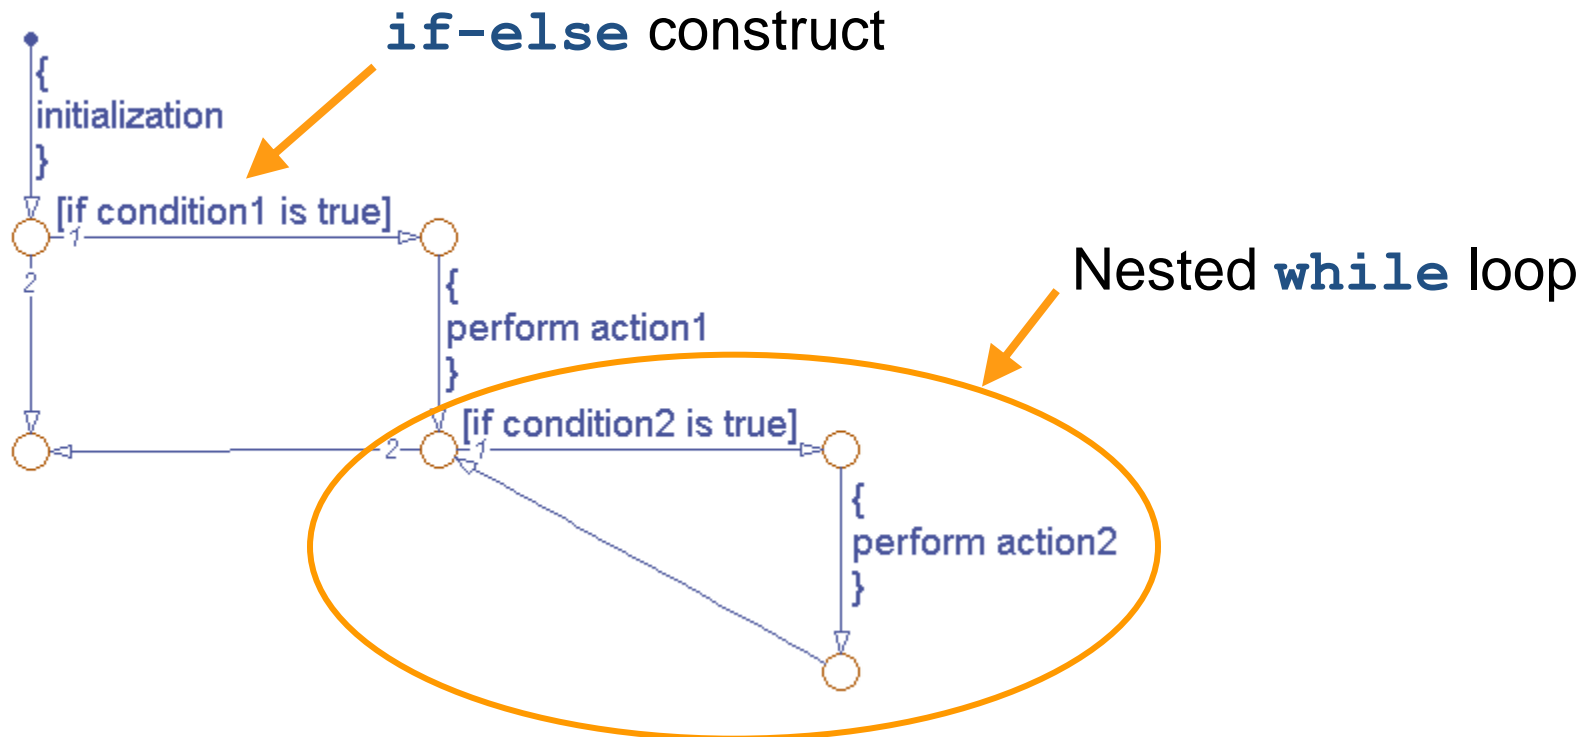 if-else construct
{
initialization
}
[if condition1 is true]
1
2
Nested while loop
{
perform action1
}
[if condition2 is true]
2
1
{
perform action2
}